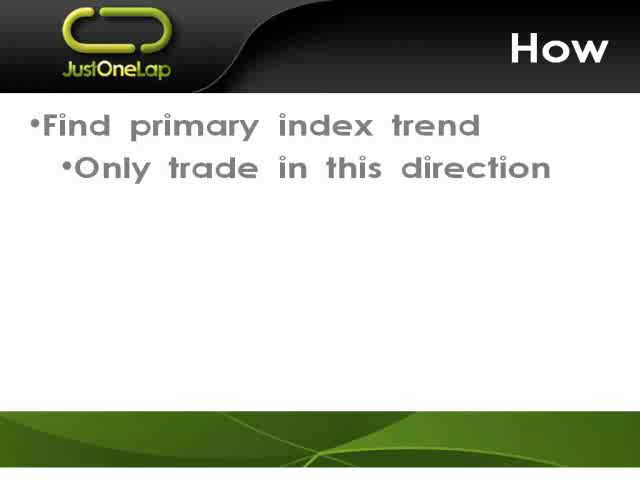 How
JustOneLap
•Find primary index trend
•Only trade in this direction